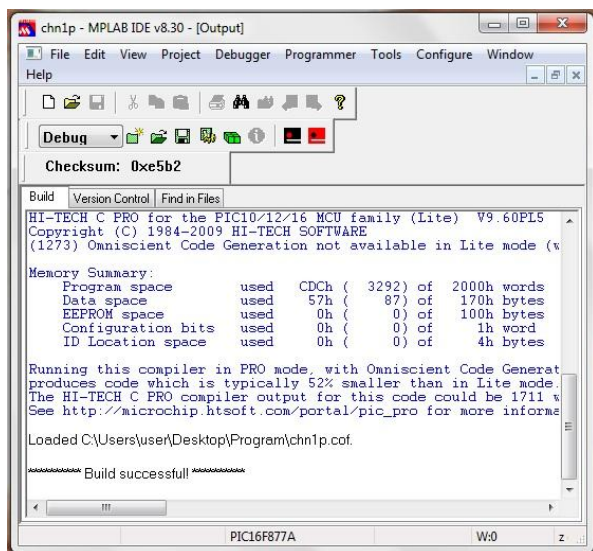 chn1p - MPLAB IDE v8.30 - [Output]
File Edit View Project Debugger Programmer Tools Configure Window
Help
Debug
Checksum: 0xe5b2
Build Version Control Find in Files
HI-TECH C PRO for the PIC10/12/16 MCU family (Lite) V9.60PL5
Copyright (C) 1984-2009 HI-TECH SOFTWARE
(1273) Omniscient Code Generation not available in Lite mode (w
Memory Summary:
Program space used CDCh ( 3292) of 2000h words
Data space used 57h ( 87) of 170h bytes
EEPROM space used 0h ( 0) of 100h bytes
Configuration bits used 0h ( 0) of 1h word
ID Location space used 0h ( 0) of 4h bytes
Running this compiler in PRO mode, with Omniscient Code Generat
produces code which is typically 52% smaller than in Lite mode.
The HI-TECH C PRO compiler output for this code could be 1711 w
See http://microchip.htsoft.com/portal/pic_pro for more informa
Loaded C:\Users\user\Desktop\Program\chn1p.cof.
********** Build successful! **********
PIC16F877A W:0 z